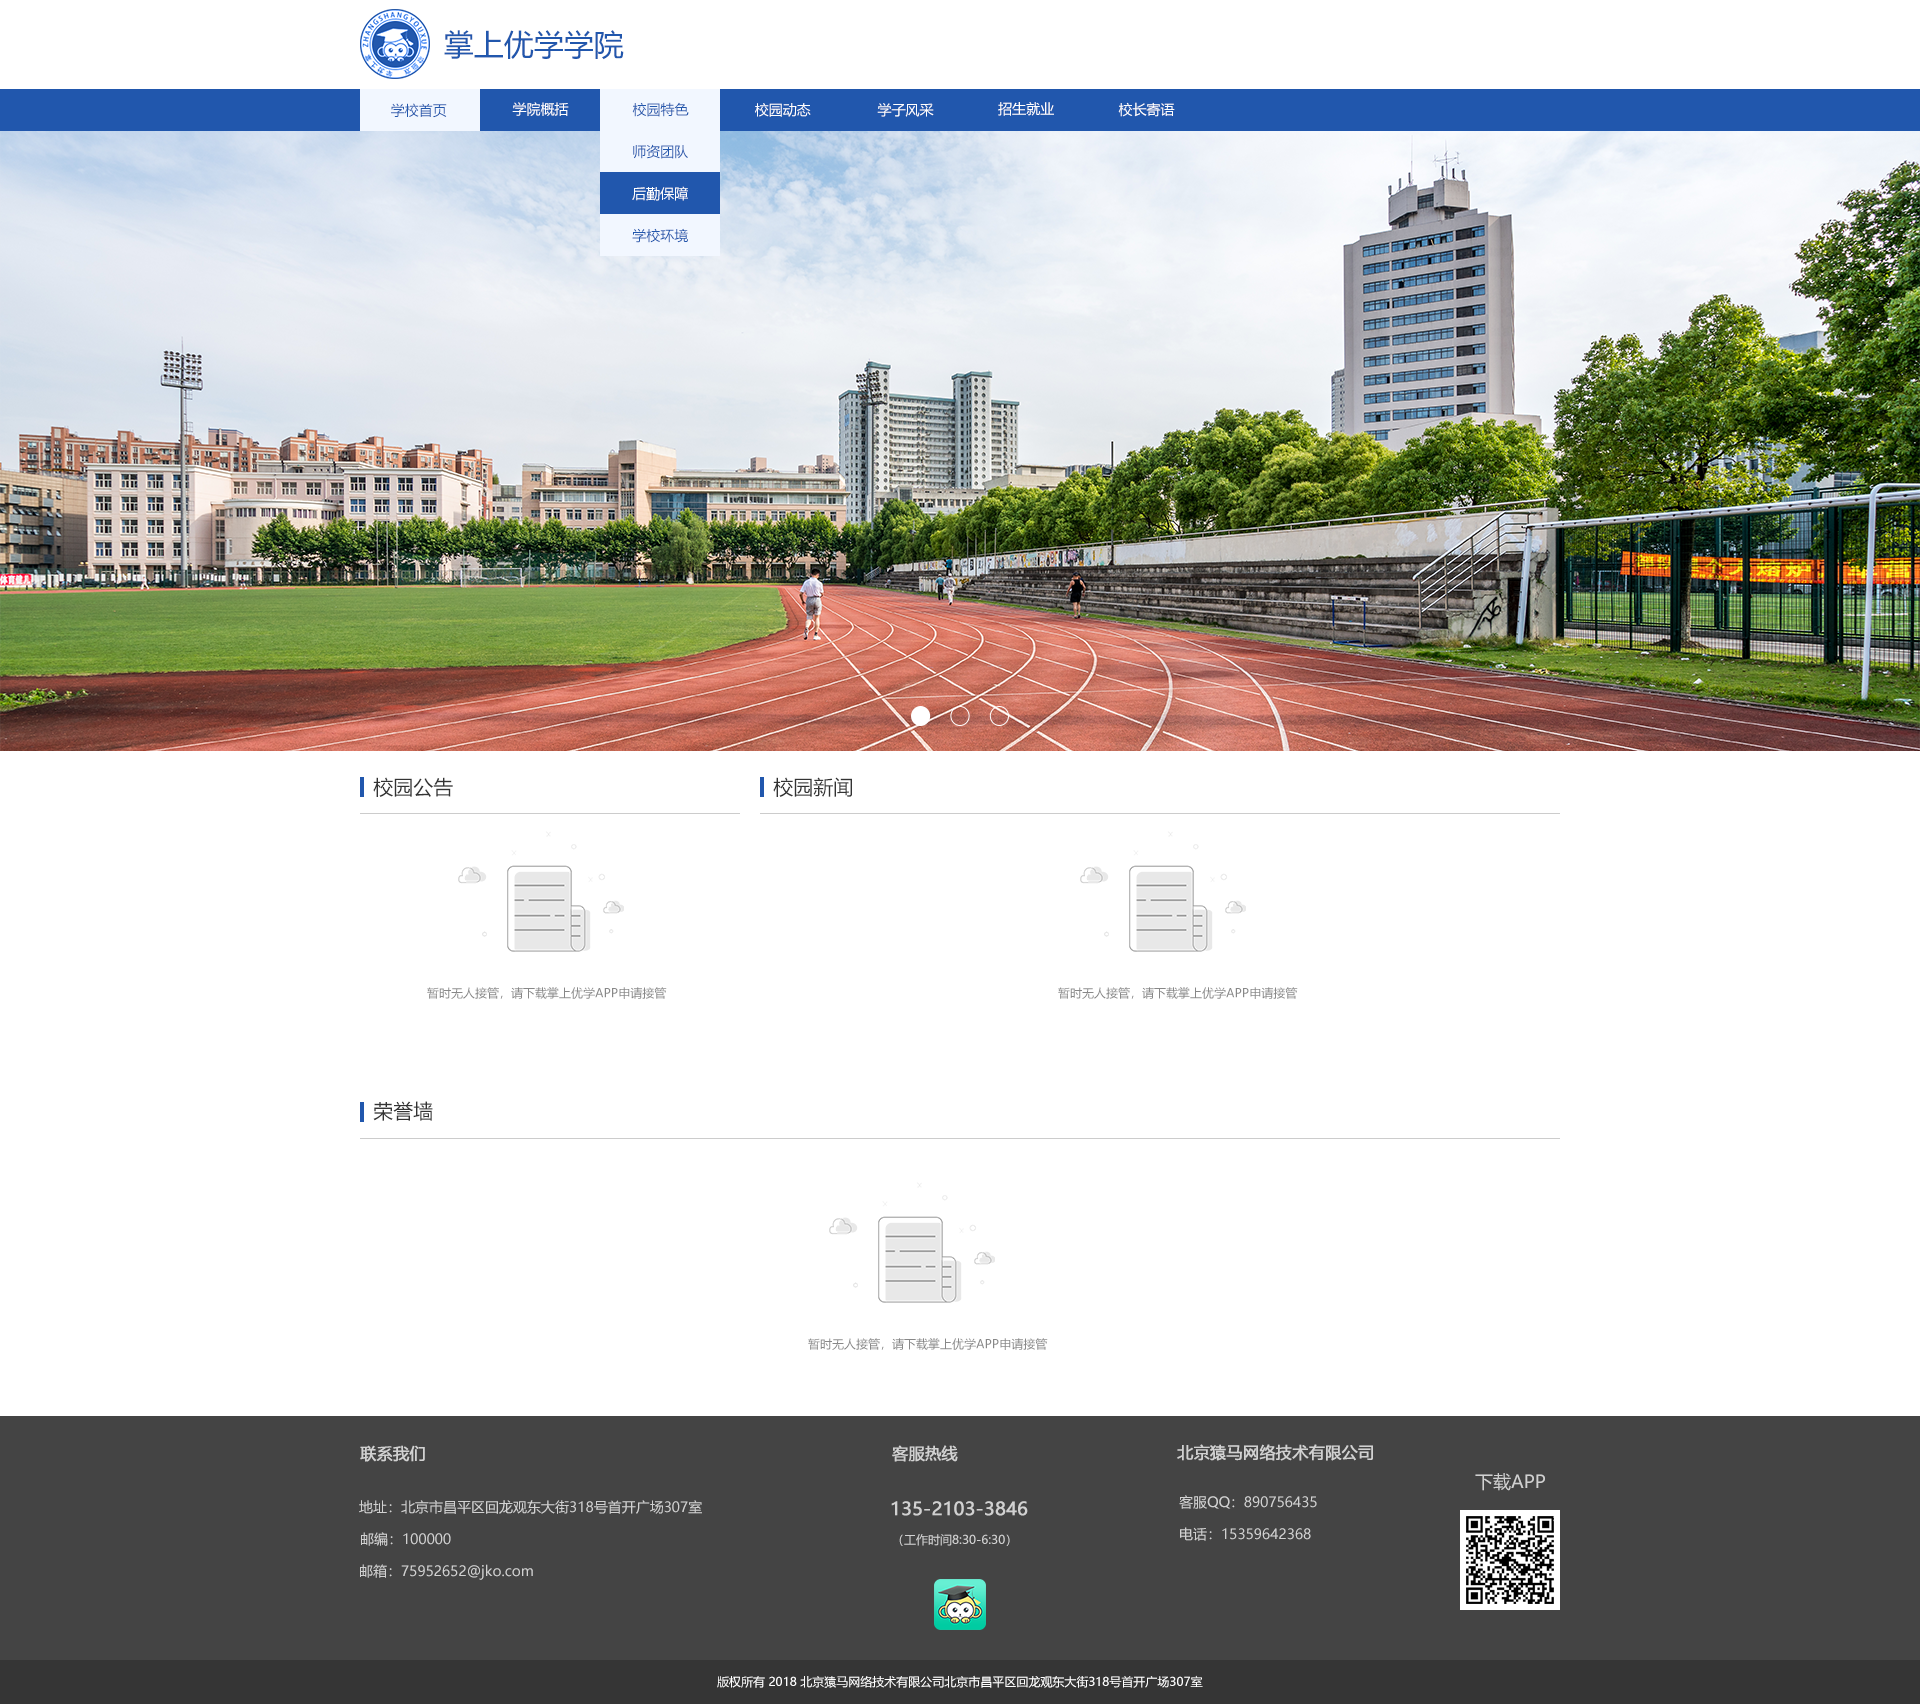 ZHANGSHANGYOUXUE
掌上优学学院
学校首页 学院概括 校园特色 校园动态 学子风采 招生就业 校长寄语
师资团队
后勤保障
学校环境
校园公告 校园新闻
暂时无人接管，请下载掌上优学APP申请接管 暂时无人接管，请下载掌上优学APP申请接管
荣誉墙
暂时无人接管，请下载掌上优学APP申请接管
联系我们
地址：北京市昌平区回龙观东大街318号首开广场307室
邮编：100000
邮箱：75952652@jko.com
客服热线
135-2103-3846
（工作时间8:30-6:30）
北京猿马网络技术有限公司
客服QQ：890756435
电话：15359642368
下载APP
版权所有 2018 北京猿马网络技术有限公司北京市昌平区回龙观东大街318号首开广场307室